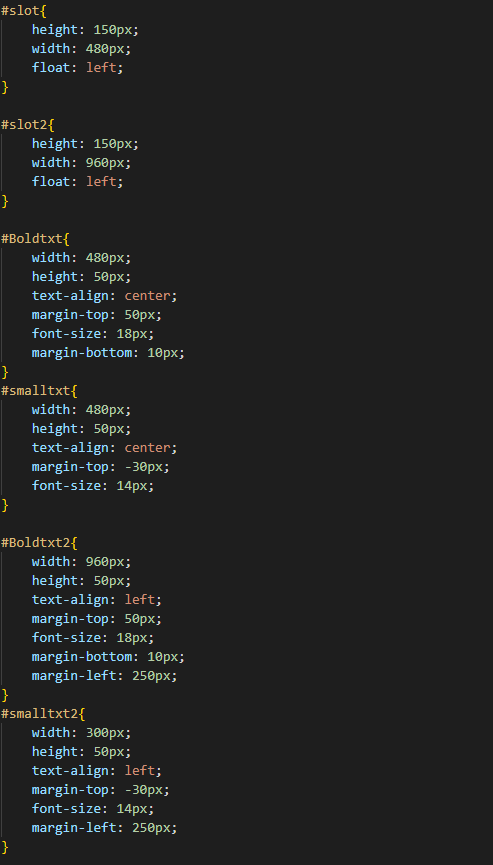 #slot{
    height: 150px;
    width: 480px;
    float: left;
}

#slot2{
    height: 150px;
    width: 960px;
    float: left;
}

#Boldtxt{
    width: 480px;
    height: 50px;
    text-align: center;
    margin-top: 50px;
    font-size: 18px;
    margin-bottom: 10px;
}
#smalltxt{
    width: 480px;
    height: 50px;
    text-align: center;
    margin-top: -30px;
    font-size: 14px;
}

#Boldtxt2{
    width: 960px;
    height: 50px;
    text-align: left;
    margin-top: 50px;
    font-size: 18px;
    margin-bottom: 10px;
    margin-left: 250px;
}
#smalltxt2{
    width: 300px;
    height: 50px;
    text-align: left;
    margin-top: -30px;
    font-size: 14px;
    margin-left: 250px;
}